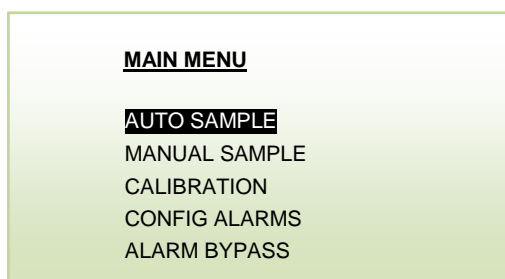 MAIN MENU
AUTO SAMPLE
MANUAL SAMPLE
CALIBRATION
CONFIG ALARMS
ALARM BYPASS